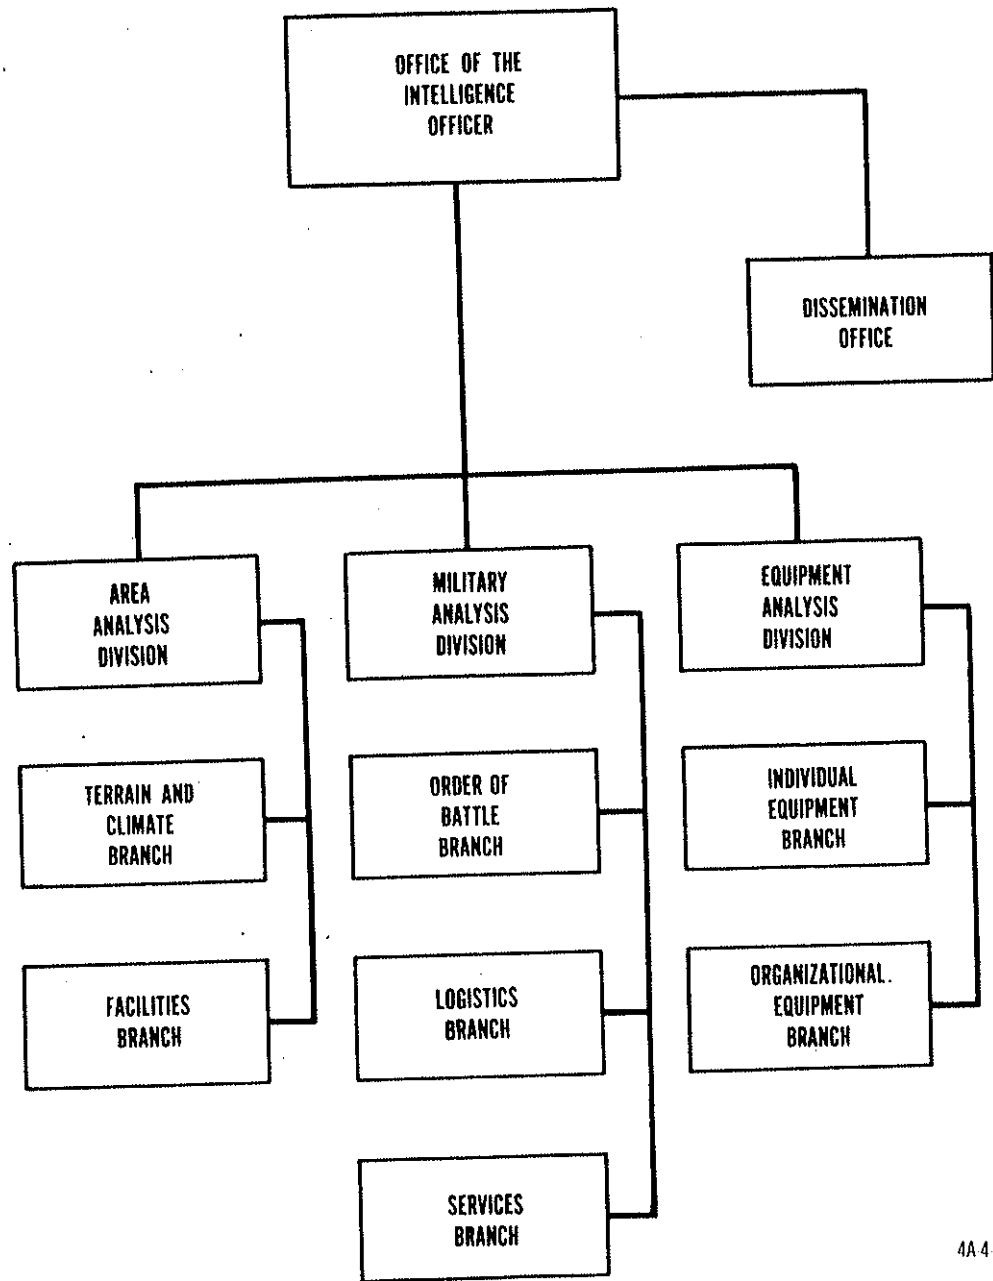 OFFICE OF THE
INTELLIGENCE
OFFICER
DISSEMINATION
OFFICE
AREA
ANALYSIS
DIVISION
MILITARY
ANALYSIS
DIVISION
EQUIPMENT
ANALYSIS
DIVISION
TERRAIN AND
CLIMATE
BRANCH
ORDER OF
BATTLE
BRANCH
INDIVIDUAL
EQUIPMENT
BRANCH
FACILITIES
BRANCH
LOGISTICS
BRANCH
ORGANIZATIONAL.
EQUIPMENT
BRANCH
SERVICES
BRANCH
4A-4-